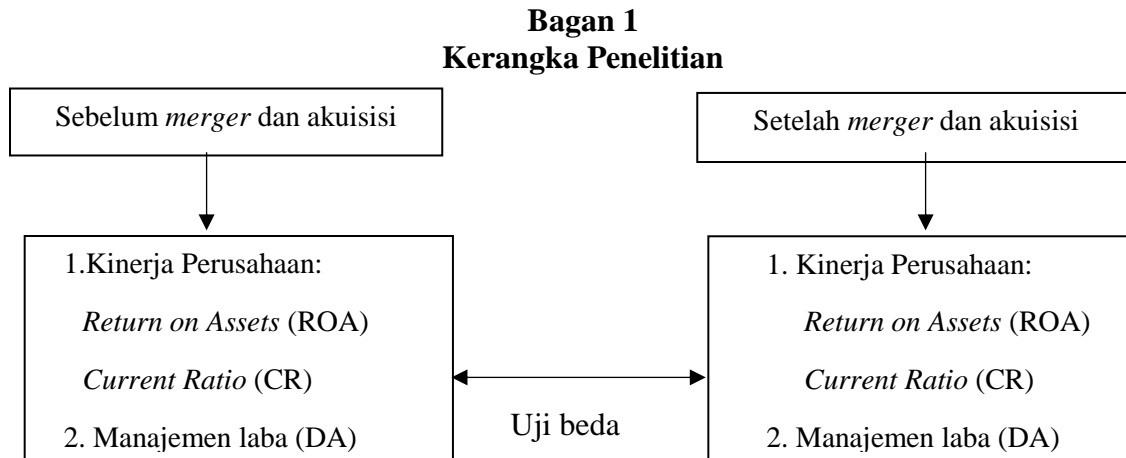 Bagan 1
Kerangka Penelitian
Sebelum merger dan akuisisi
Setelah merger dan akuisisi
1.Kinerja Perusahaan:
Return on Assets (ROA)
Current Ratio (CR)
2. Manajemen laba (DA)
Uji beda
1. Kinerja Perusahaan:
Return on Assets (ROA)
Current Ratio (CR)
2. Manajemen laba (DA)